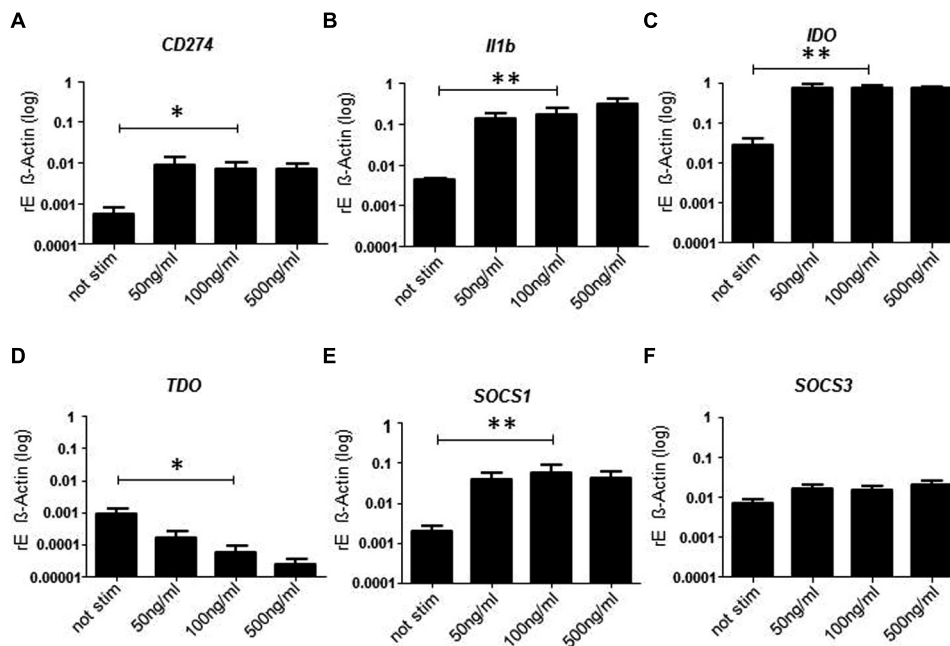 A
CD274
rE ß-Actin (log)
1
0.1
0.01
0.001
0.0001
*
not stim
50ng/ml
100ng/ml
500ng/ml
B
Il1b
rE ß-Actin (log)
1
0.1
0.01
0.001
0.0001
**
not stim
50ng/ml
100ng/ml
500ng/ml
C
IDO
rE ß-Actin (log)
1
0.1
0.01
0.001
0.0001
**
not stim
50ng/ml
100ng/ml
500ng/ml
D
TDO
rE ß-Actin (log)
1
0.1
0.01
0.001
0.0001
0.00001
*
not stim
50ng/ml
100ng/ml
500ng/ml
E
SOCS1
rE ß-Actin (log)
1
0.1
0.01
0.001
0.0001
**
not stim
50ng/ml
100ng/ml
500ng/ml
F
SOCS3
rE ß-Actin (log)
1
0.1
0.01
0.001
0.0001
not stim
50ng/ml
100ng/ml
500ng/ml